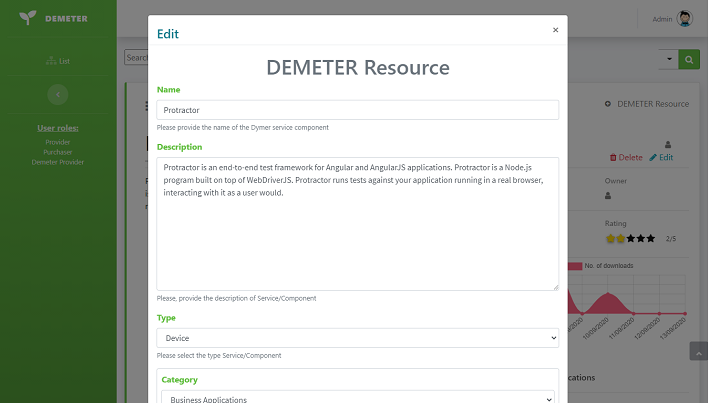 DEMETER
List
User roles:
Provider
Purchaser
Demeter Provider
Search
Admin
Edit
×
DEMETER Resource
Name
Protractor
Please provide the name of the Dymer service component
Description
Protractor is an end-to-end test framework for Angular and AngularJS applications. Protractor is a Node.js
program built on top of WebDriverJS. Protractor runs tests against your application running in a real browser,
interacting with it as a user would.
Please, provide the description of Service/Component
Type
Device
Please select the type Service/Component
Category
Business Applications
DEMETER Resource
Delete Edit
Owner
Rating
2/5
No. of downloads
9/2020
10/09/2020
11/09/2020
12/09/2020
13/09/2020